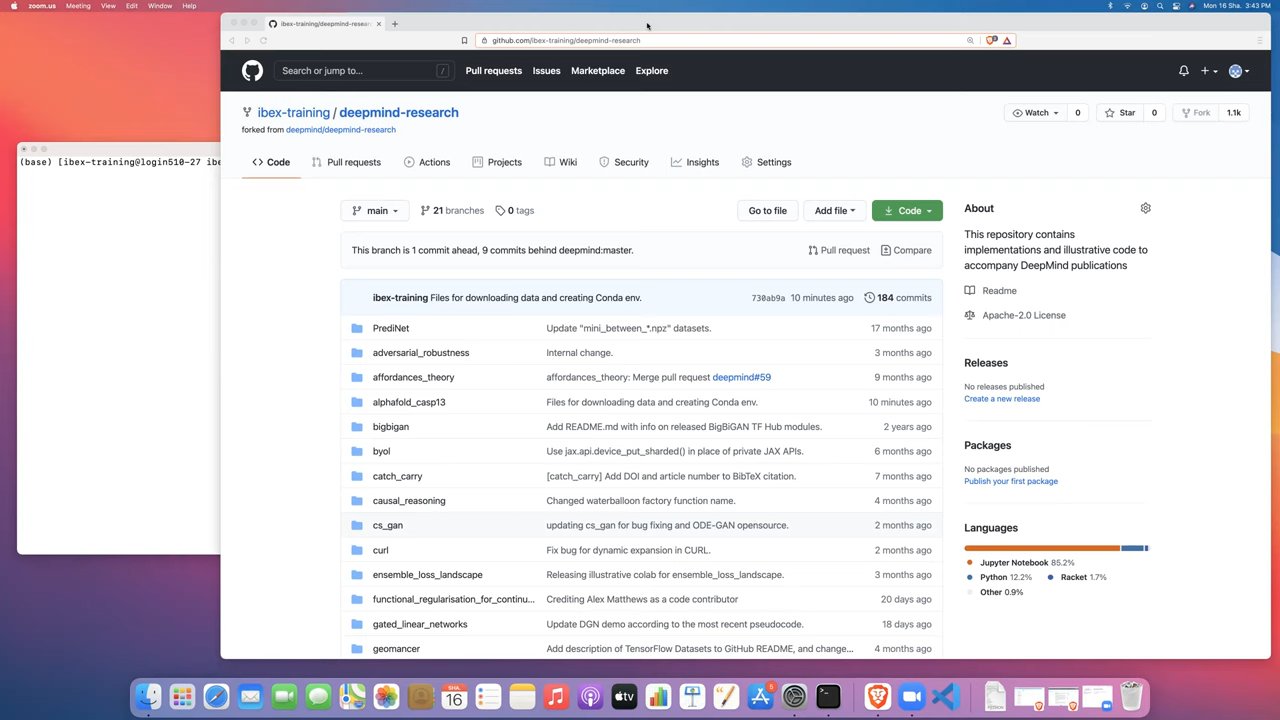 zoom.us Meeting View Edit Window Help Mon 16 Sha. 3:43 PM
ibex-training/deepmind-resear
github.com/ibex-training/deepmind-research
Search or jump to... /
Pull requests Issues Marketplace Explore
ibex-training / deepmind-research
Watch 0 Star 0 Fork 1.1k
forked from deepmind/deepmind-research
(base) [ibex-training@login510-27 ibe
Code Pull requests Actions Projects Wiki Security Insights Settings
main 21 branches 0 tags Go to file Add file Code
This branch is 1 commit ahead, 9 commits behind deepmind:master. Pull request Compare
ibex-training Files for downloading data and creating Conda env. 730ab9a 10 minutes ago 184 commits
PrediNet Update "mini_between_*.npz" datasets. 17 months ago
adversarial_robustness Internal change. 3 months ago
affordances_theory affordances_theory: Merge pull request deepmind#59 9 months ago
alphafold_casp13 Files for downloading data and creating Conda env. 10 minutes ago
bigbigan Add README.md with info on released BigBiGAN TF Hub modules. 2 years ago
byol Use jax.api.device_put_sharded() in place of private JAX APIs. 6 months ago
catch_carry [catch_carry] Add DOI and article number to BibTeX citation. 7 months ago
causal_reasoning Changed waterballoon factory function name. 4 months ago
cs_gan updating cs_gan for bug fixing and ODE-GAN opensource. 2 months ago
curl Fix bug for dynamic expansion in CURL. 2 months ago
ensemble_loss_landscape Releasing illustrative colab for ensemble_loss_landscape. 3 months ago
functional_regularisation_for_continu... Crediting Alex Matthews as a code contributor 20 days ago
gated_linear_networks Update DGN demo according to the most recent pseudocode. 18 days ago
geomancer Add description of TensorFlow Datasets to GitHub README, and change... 4 months ago
About
This repository contains
implementations and illustrative code to
accompany DeepMind publications
Readme
Apache-2.0 License
Releases
No releases published
Create a new release
Packages
No packages published
Publish your first package
Languages
Jupyter Notebook 85.2%
Python 12.2% Racket 1.7%
Other 0.9%
SHA.
16
tv
5